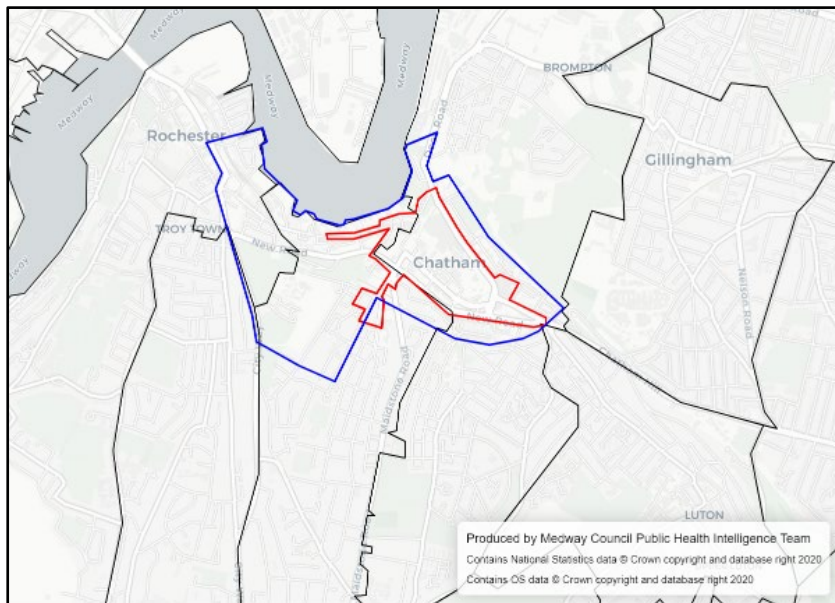 BROMPTON
Medway
Medway
Medway
Medway
Rochester
Road
Gillingham
TROY TOWN
New Road
Chatham
Nelson Road
New Road
City
Maidstone Road
LUTON
Produced by Medway Council Public Health Intelligence Team
Contains National Statistics data © Crown copyright and database right 2020
Contains OS data © Crown copyright and database right 2020